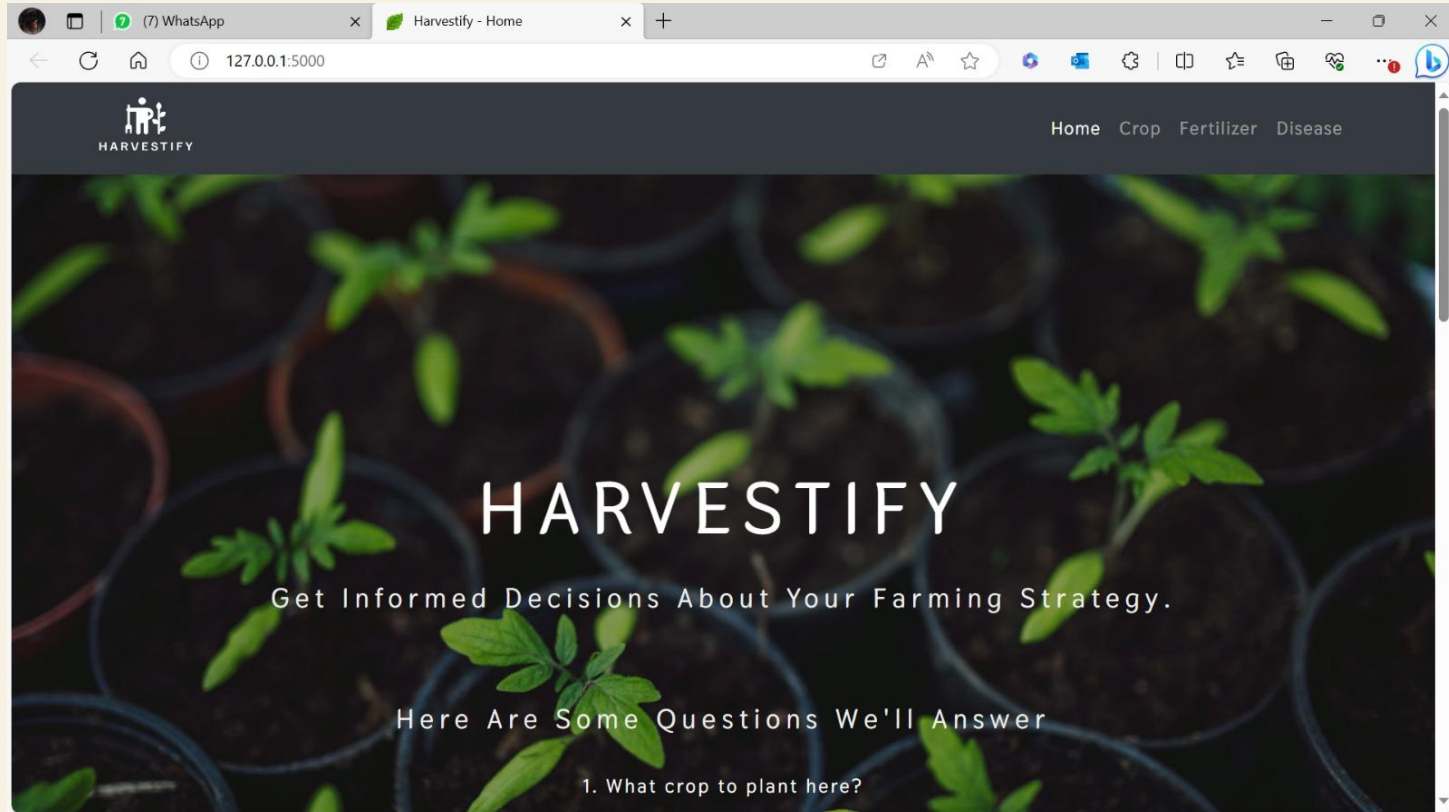 (7) WhatsApp
Harvestify - Home
127.0.0.1:5000
HARVESTIFY
Home Crop Fertilizer Disease
HARVESTIFY
Get Informed Decisions About Your Farming Strategy.
Here Are Some Questions We'll Answer
1. What crop to plant here?